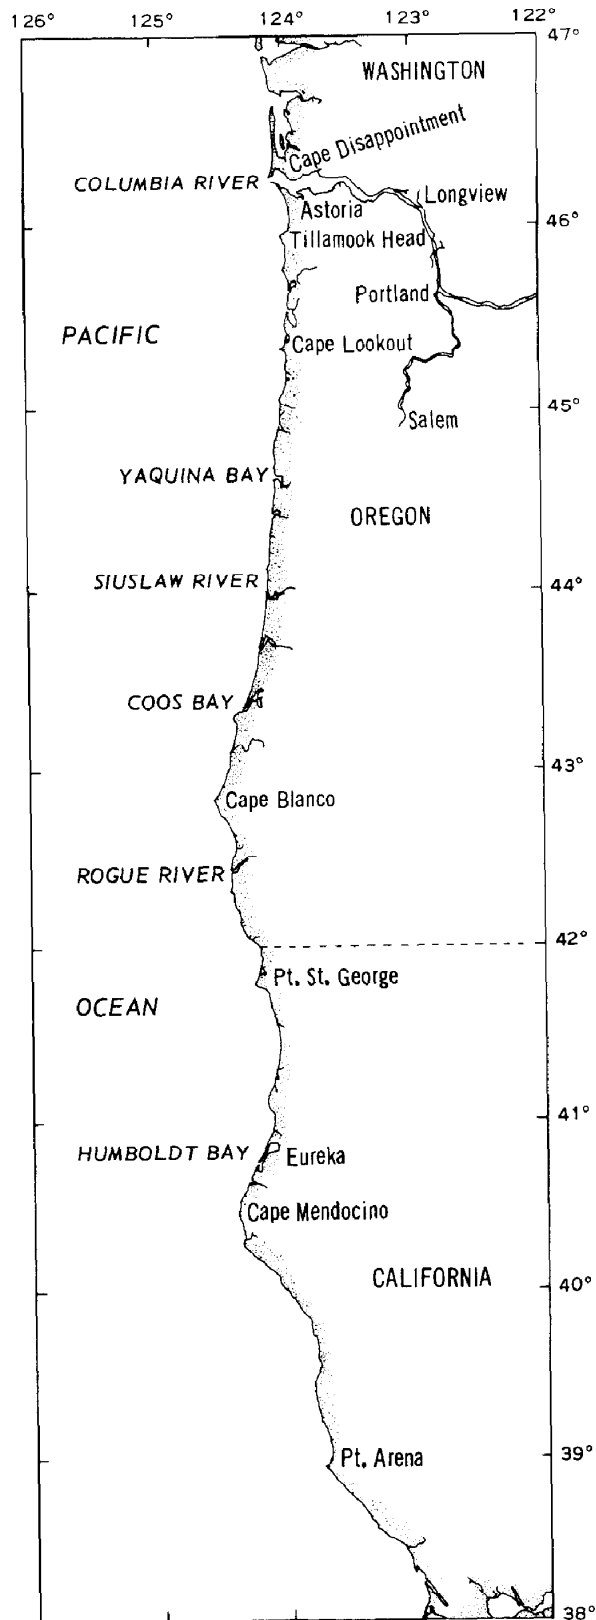 126° 125° 124° 123° 122°
47°
WASHINGTON
Cape Disappointment
COLUMBIA RIVER
Longview
Astoria
46°
Tillamook Head
Portland
PACIFIC
Cape Lookout
45°
Salem
YAQUINA BAY
OREGON
SIUSLAW RIVER
44°
COOS BAY
43°
Cape Blanco
ROGUE RIVER
42°
Pt. St. George
OCEAN
41°
HUMBOLDT BAY
Eureka
Cape Mendocino
CALIFORNIA
40°
Pt. Arena
39°
38°